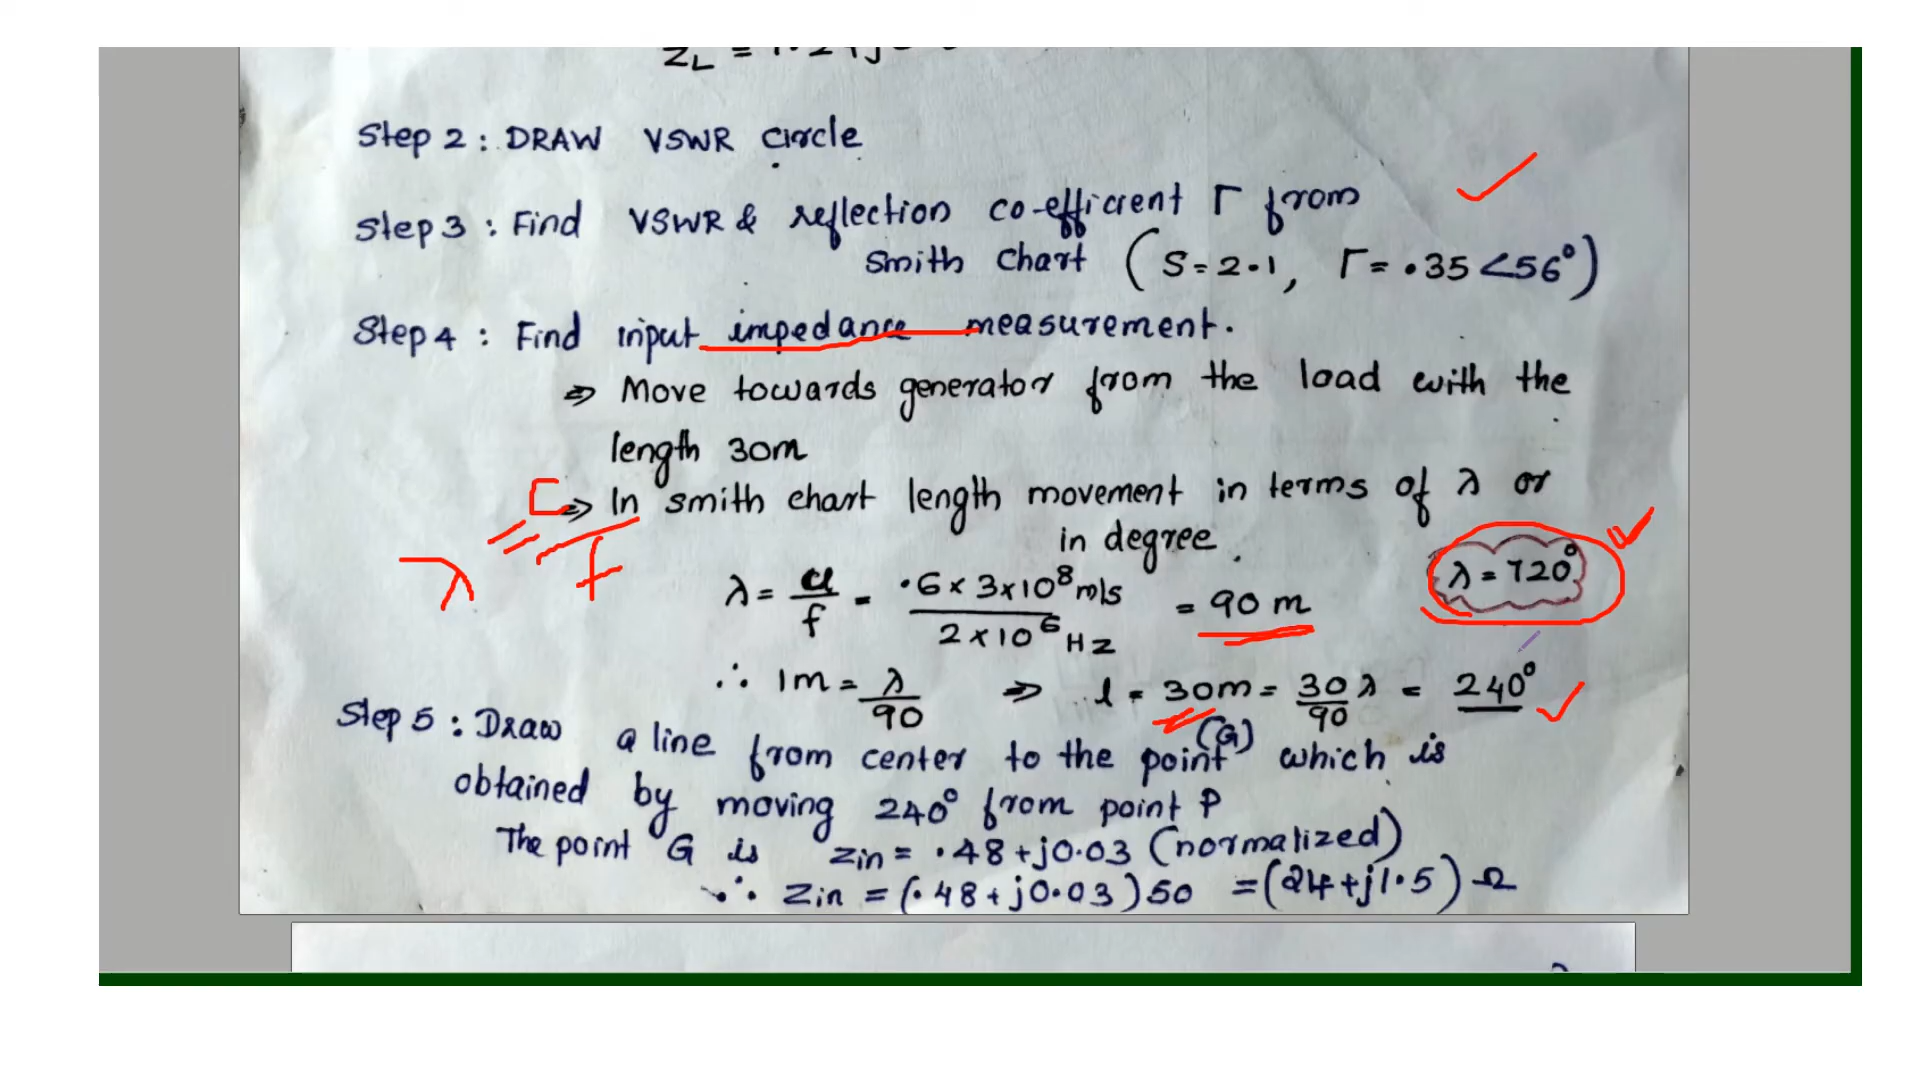 Step 2 : DRAW VSWR circle
Step 3 : Find VSWR & reflection co-efficient Γ from
Smith Chart (S = 2.1, Γ = .35 <56°)
Step 4 : Find input impedance measurement.
⇒ Move towards generator from the load with the
length 30m
⇒ In smith chart length movement in terms of λ or
in degree.
λ = C/f
λ = u/f = .6 × 3×10⁸ m/s / 2×10⁶ Hz = 90 m
λ = 720°
∴ 1m = λ/90 ⇒ l = 30m = 30/90 λ = 240°
Step 5 : Draw a line from center to the point (G) which is
obtained by moving 240° from point P
The point G is Zin = .48 + j0.03 (normalized)
∴ Zin = (.48 + j0.03) 50 = (24 + j1.5) Ω